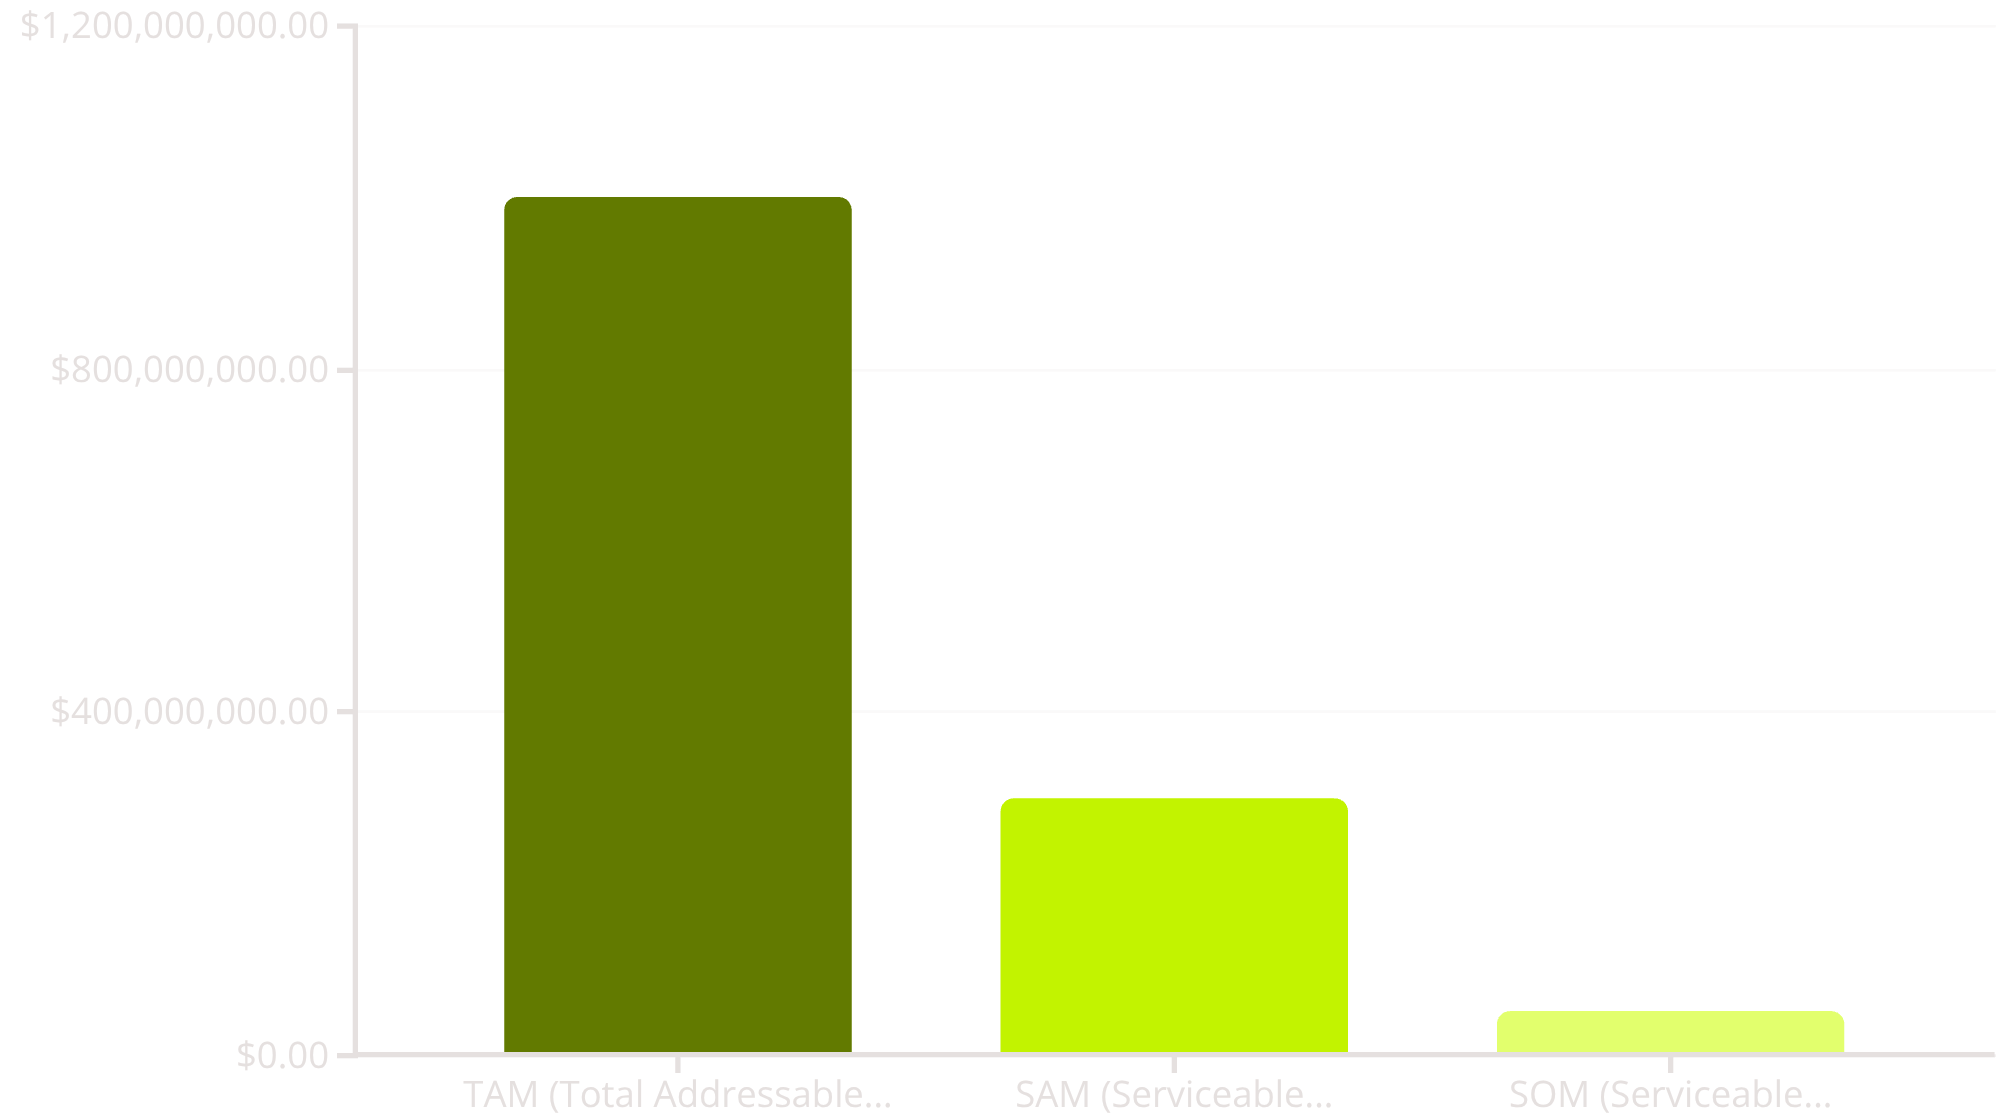 $1,200,000,000.00
$800,000,000.00
$400,000,000.00
$0.00
TAM (Total Addressable...
SAM (Serviceable...
SOM (Serviceable...